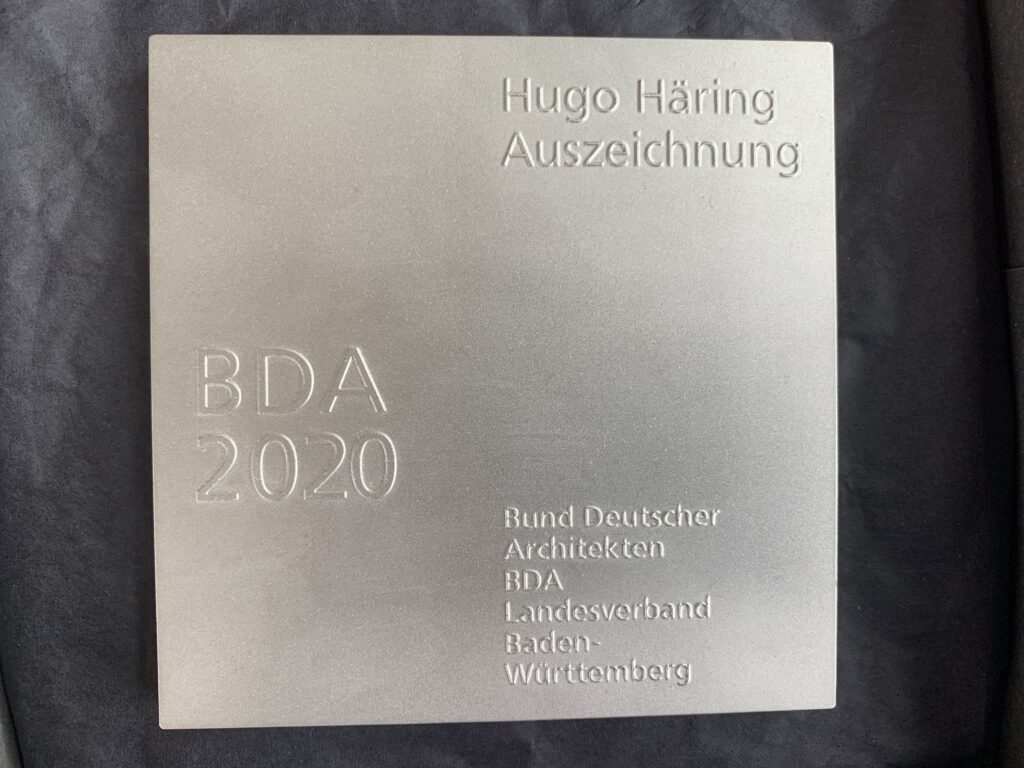 Hugo Häring
Auszeichnung
BDA
2020
Bund Deutscher
Architekten
BDA
Landesverband
Baden-
Württemberg